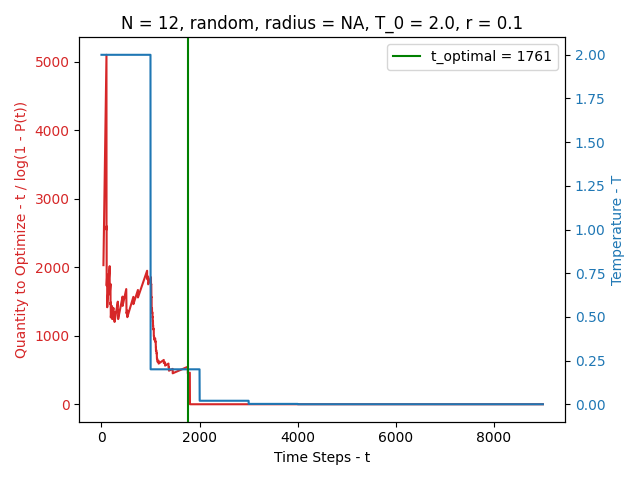 N = 12, random, radius = NA, T_0 = 2.0, r = 0.1
t_optimal = 1761
Quantity to Optimize - t / log(1 - P(t))
5000
4000
3000
2000
1000
0
2.00
1.75
1.50
1.25
1.00
0.75
0.50
0.25
0.00
Temperature - T
0 2000 4000 6000 8000
Time Steps - t